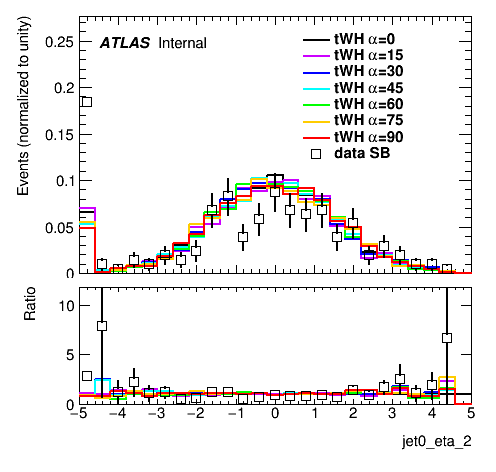 ATLAS Internal
Events (normalized to unity)
0.25
0.2
0.15
0.1
0.05
0
tWH α=0
tWH α=15
tWH α=30
tWH α=45
tWH α=60
tWH α=75
tWH α=90
data SB
Ratio
10
5
0
−5 −4 −3 −2 −1 0 1 2 3 4 5
jet0_eta_2